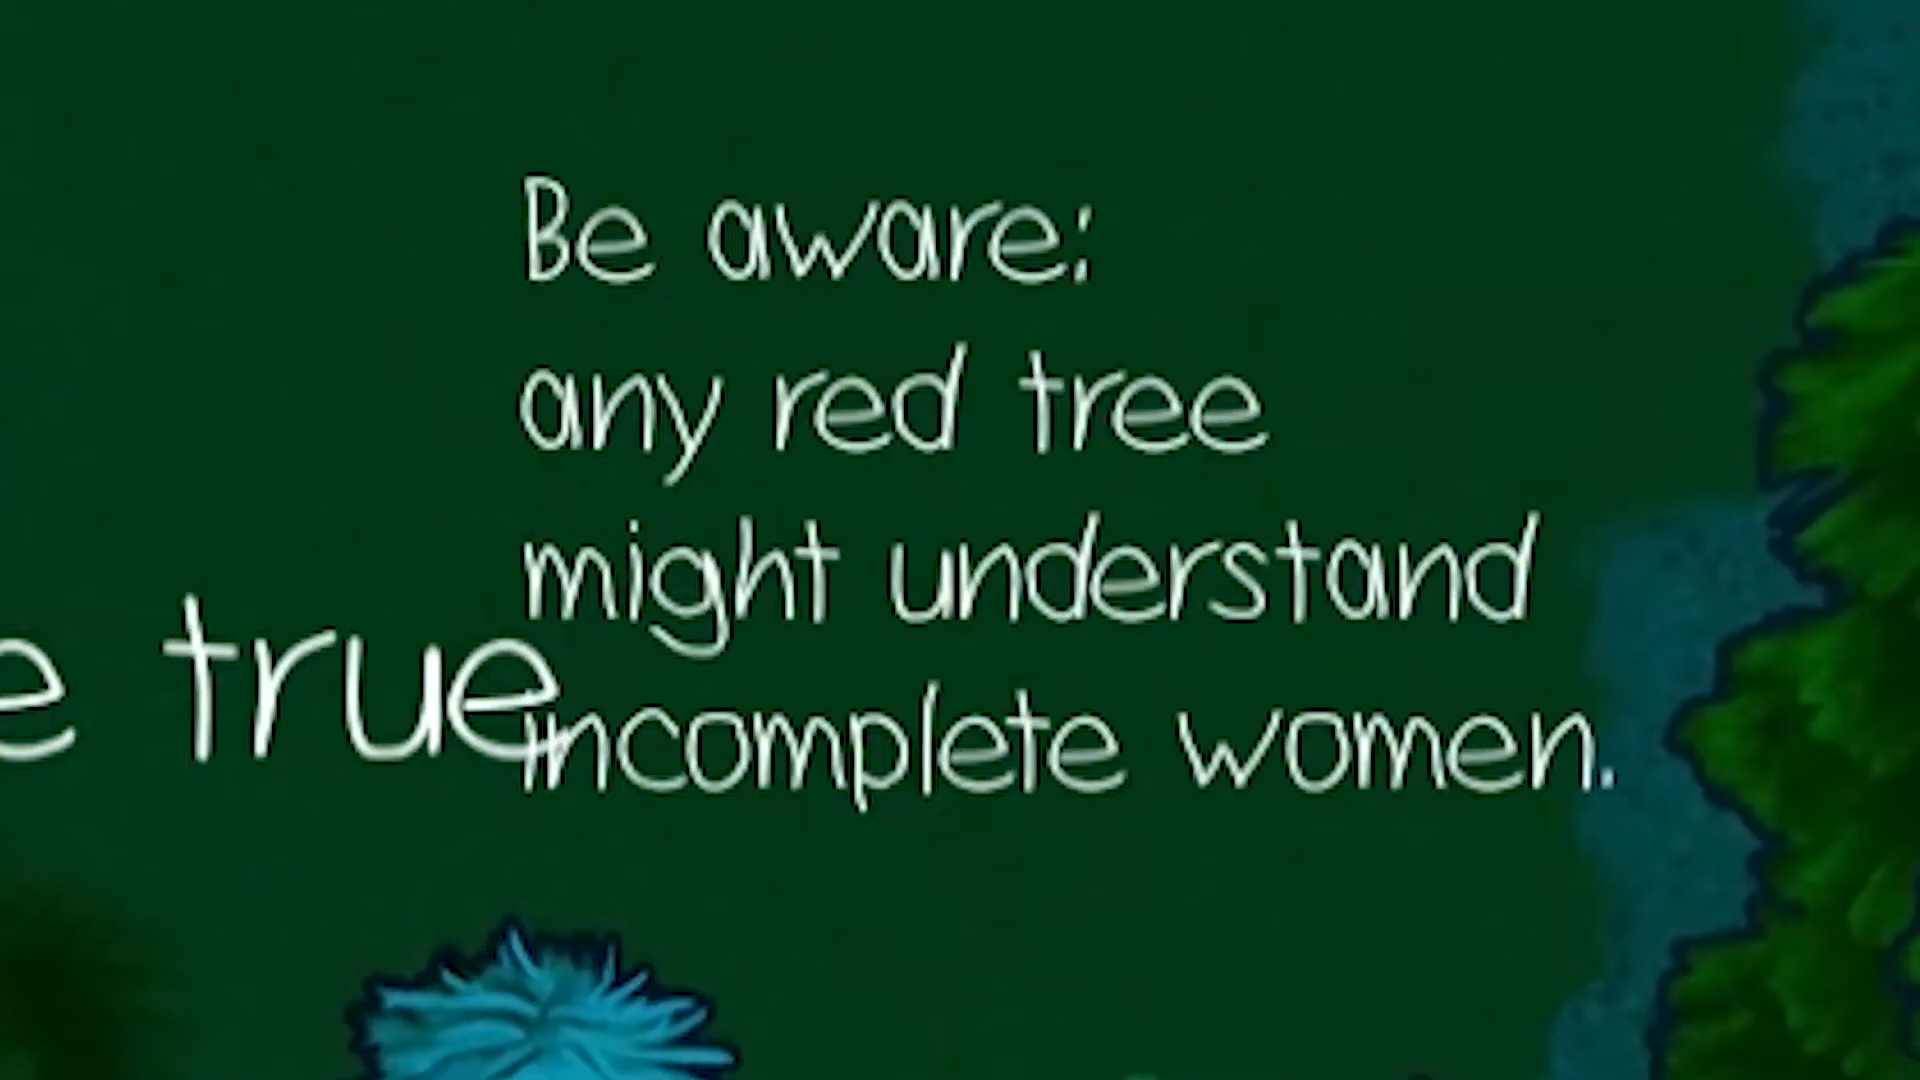 Be aware:
any red tree
might understand
incomplete women.
true